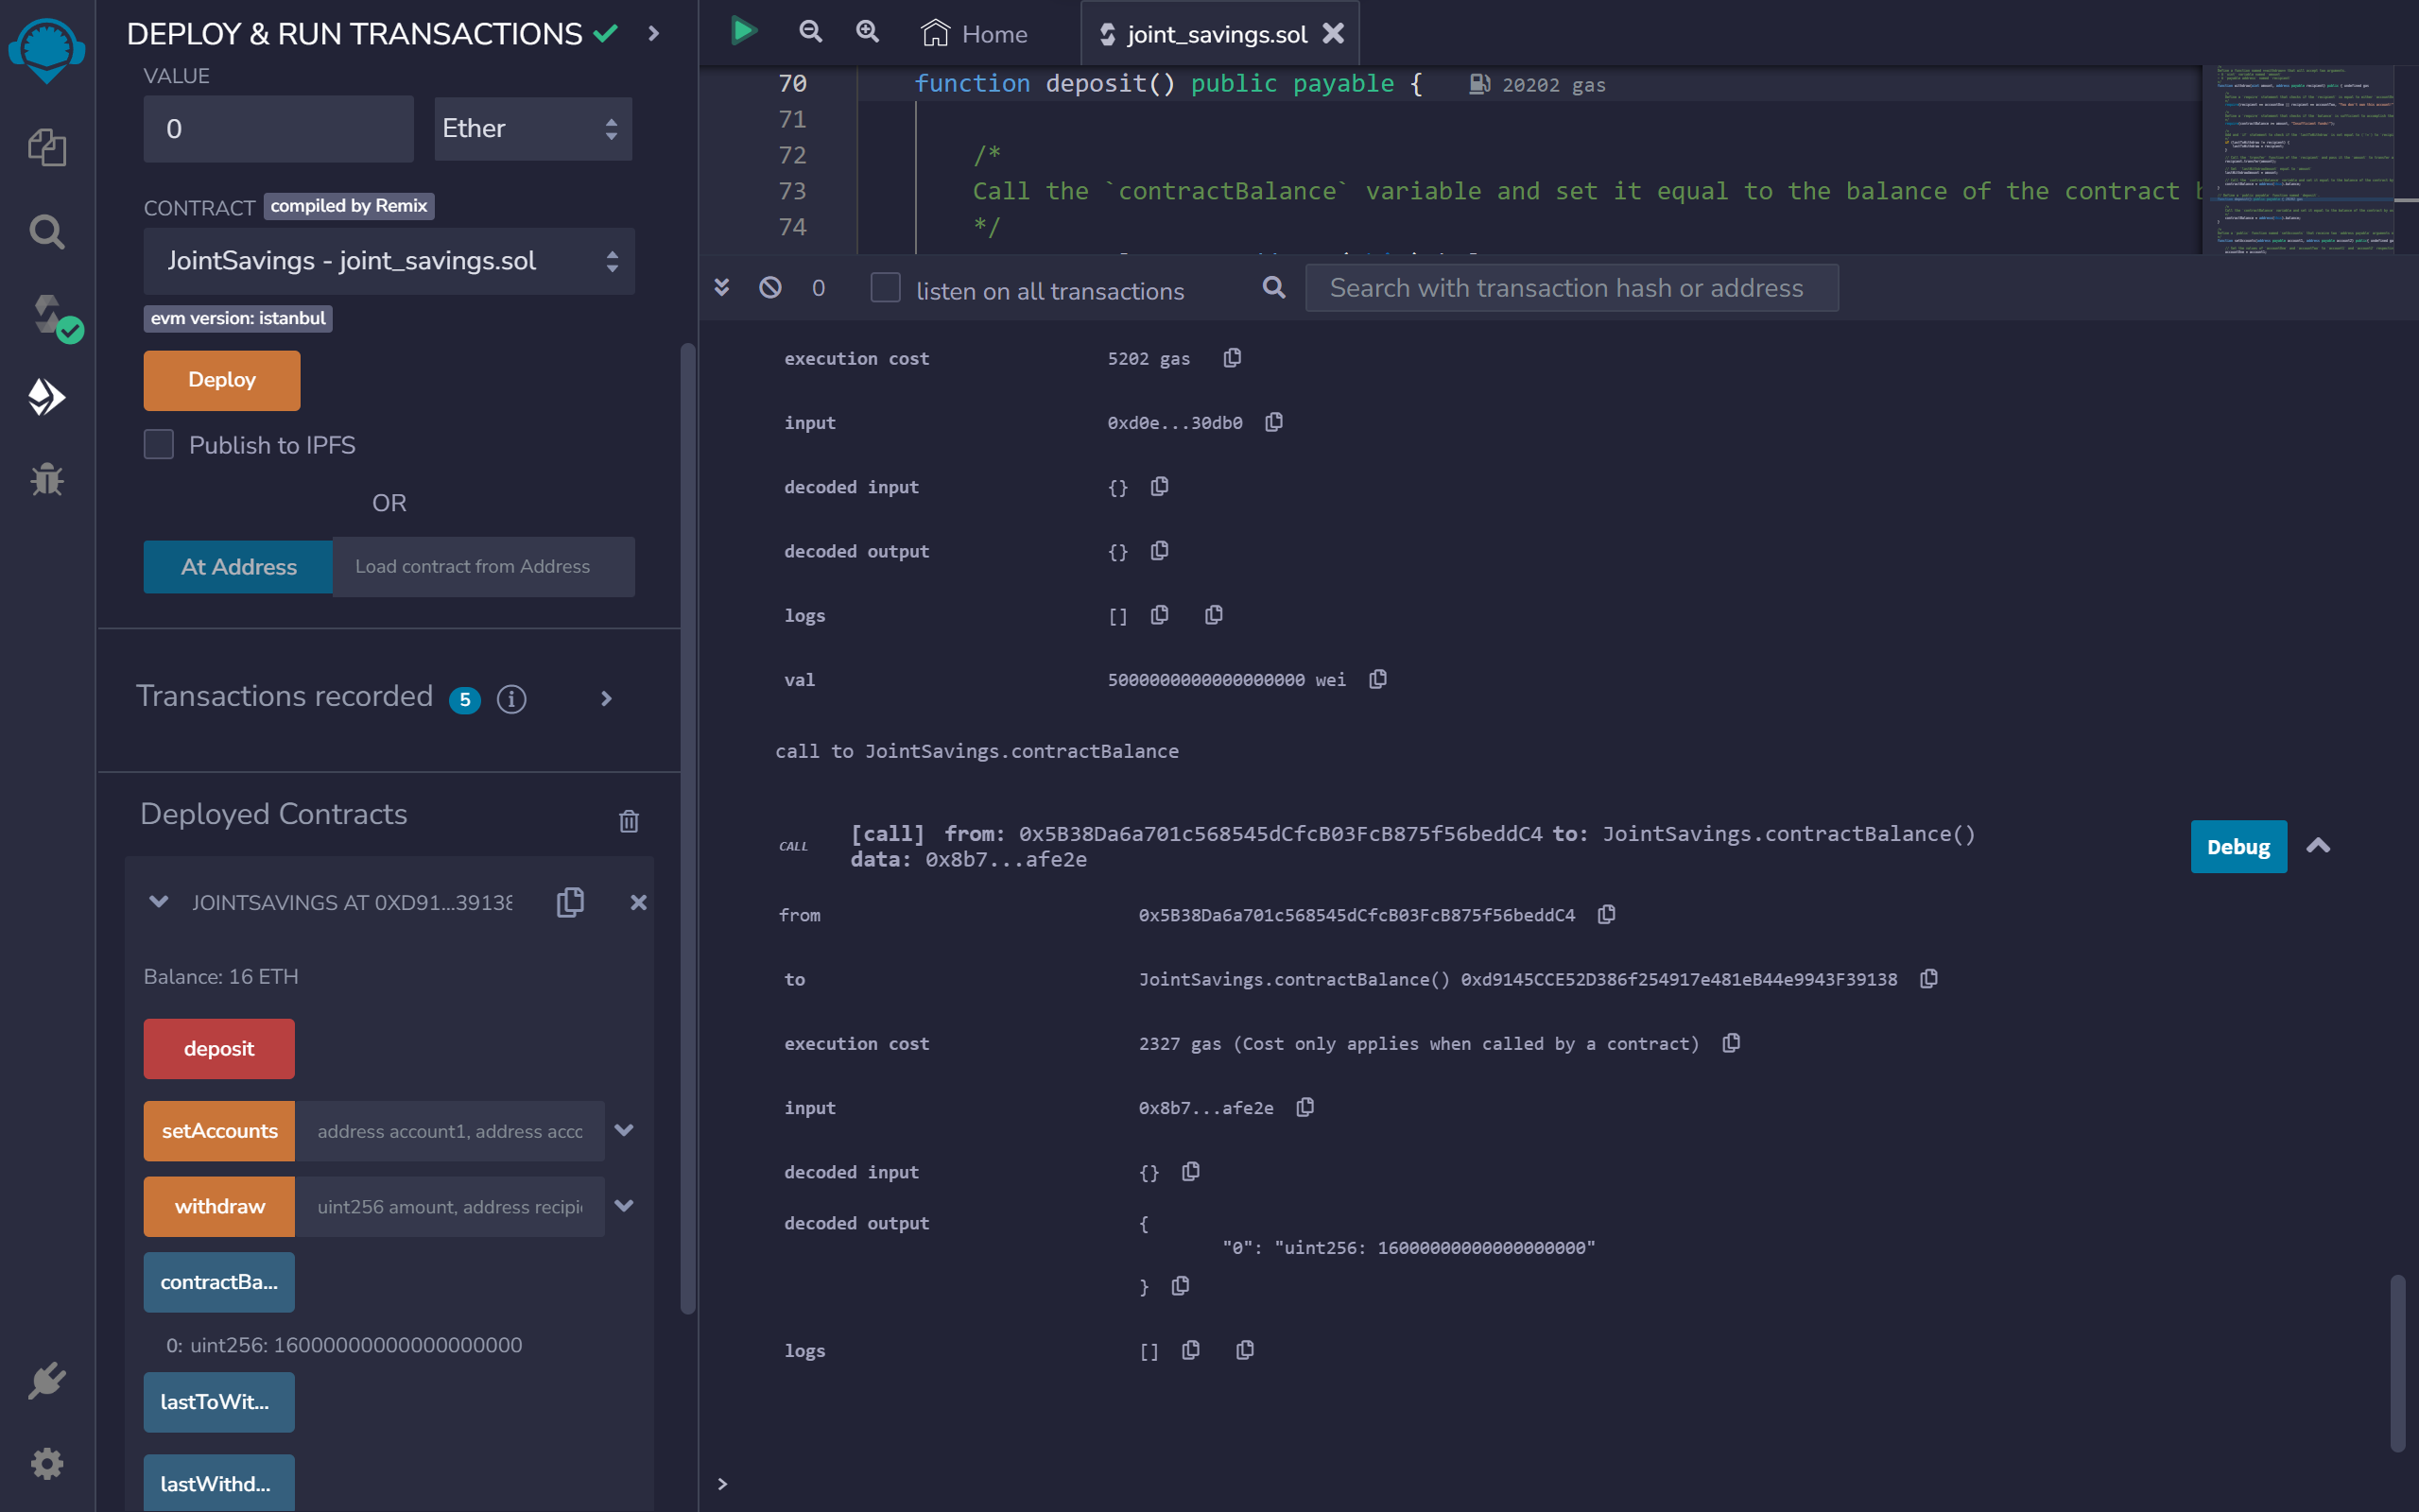 DEPLOY & RUN TRANSACTIONS
VALUE
0
Ether
CONTRACT compiled by Remix
JointSavings - joint_savings.sol
evm version: istanbul
Deploy
Publish to IPFS
OR
At Address
Load contract from Address
Transactions recorded 5 i
Deployed Contracts
JOINTSAVINGS AT 0XD91...39138
Balance: 16 ETH
deposit
setAccounts
address account1, address acco
withdraw
uint256 amount, address recipi
contractBa...
0: uint256: 16000000000000000000
lastToWit...
lastWithd...
Home
joint_savings.sol
70 function deposit() public payable { 20202 gas
71
72 /*
73 Call the `contractBalance` variable and set it equal to the balance of the contract b
74 */
0
listen on all transactions
Search with transaction hash or address
execution cost 5202 gas
input 0xd0e...30db0
decoded input {}
decoded output {}
logs []
val 5000000000000000000 wei
call to JointSavings.contractBalance
CALL [call] from: 0x5B38Da6a701c568545dCfcB03FcB875f56beddC4 to: JointSavings.contractBalance()
data: 0x8b7...afe2e
Debug
from 0x5B38Da6a701c568545dCfcB03FcB875f56beddC4
to JointSavings.contractBalance() 0xd9145CCE52D386f254917e481eB44e9943F39138
execution cost 2327 gas (Cost only applies when called by a contract)
input 0x8b7...afe2e
decoded input {}
decoded output {
"0": "uint256: 16000000000000000000"
}
logs []
>